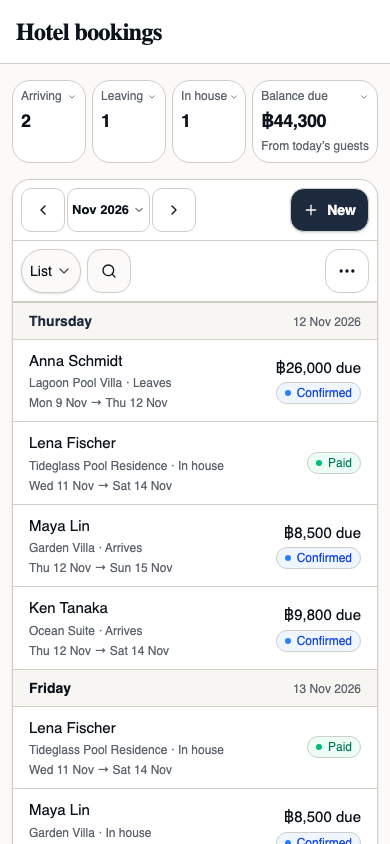 Hotel bookings
Arriving
2
Leaving
1
In house
1
Balance due
฿44,300
From today's guests
Nov 2026
New
List
Thursday 12 Nov 2026
Anna Schmidt
Lagoon Pool Villa · Leaves
Mon 9 Nov → Thu 12 Nov
฿26,000 due
Confirmed
Lena Fischer
Tideglass Pool Residence · In house
Wed 11 Nov → Sat 14 Nov
Paid
Maya Lin
Garden Villa · Arrives
Thu 12 Nov → Sun 15 Nov
฿8,500 due
Confirmed
Ken Tanaka
Ocean Suite · Arrives
Thu 12 Nov → Sat 14 Nov
฿9,800 due
Confirmed
Friday 13 Nov 2026
Lena Fischer
Tideglass Pool Residence · In house
Wed 11 Nov → Sat 14 Nov
Paid
Maya Lin
Garden Villa · In house
฿8,500 due
Confirmed